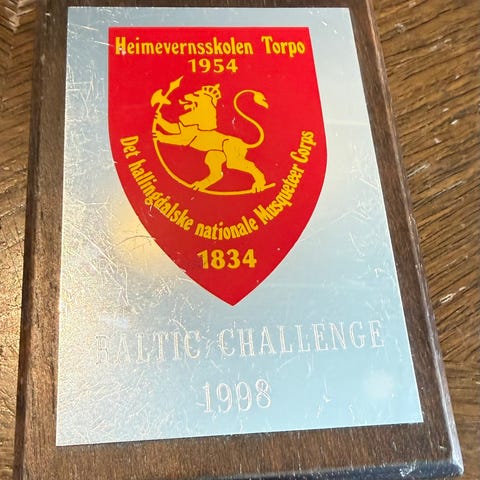 Heimevernsskolen Torpo
1954
Det hallingdalske nationale Musqueteer Corps
1834
BALTIC CHALLENGE
1998